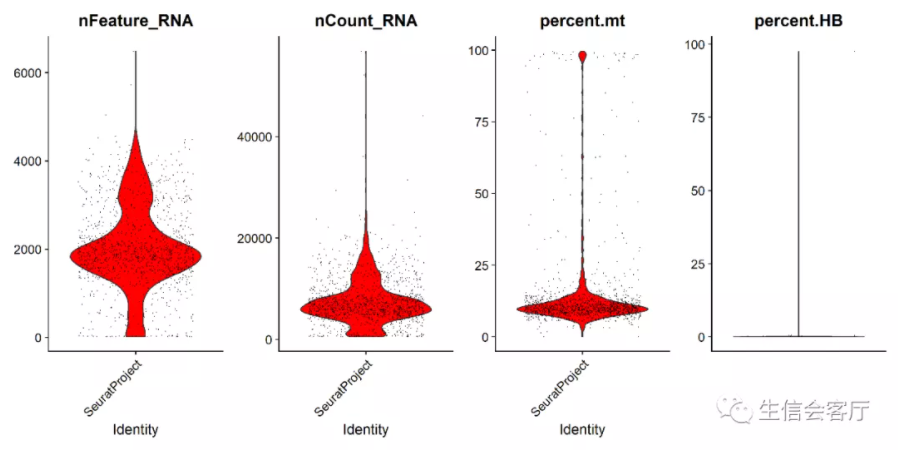 nFeature_RNA nCount_RNA percent.mt percent.HB
6000
4000
2000
0
SeuratProject
Identity
40000
20000
0
SeuratProject
Identity
100
75
50
25
0
SeuratProject
Identity
100
75
50
25
0
生信会客厅